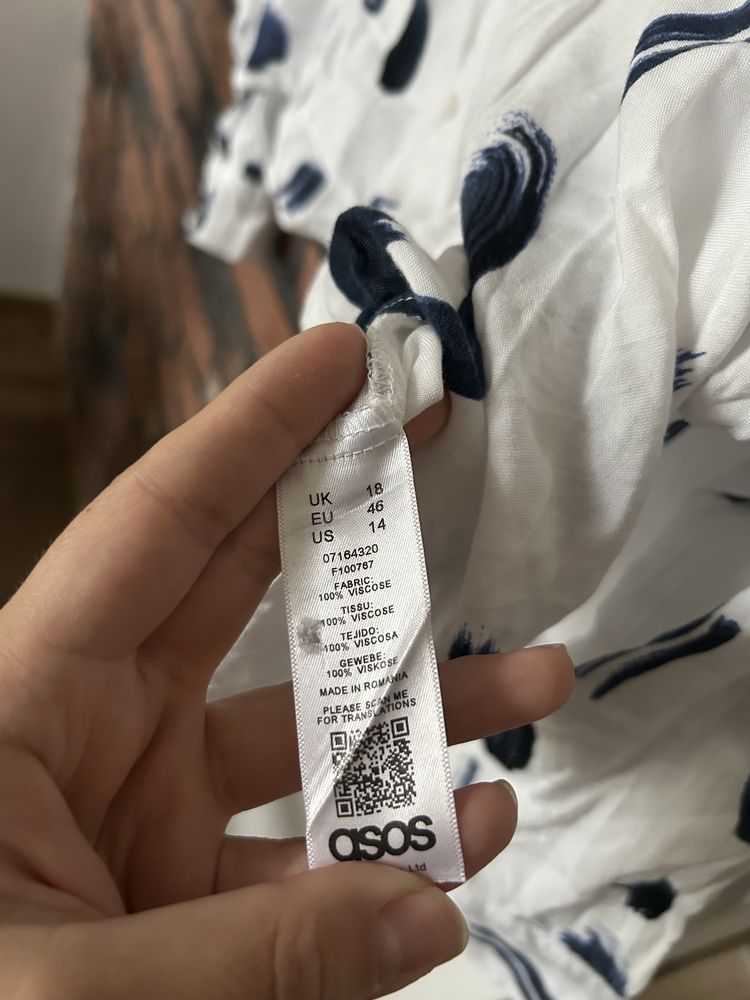 UK 18
EU 46
US 14
07164320
F100767
FABRIC:
100% VISCOSE
TISSU:
100% VISCOSE
TEJIDO:
100% VISCOSA
GEWEBE:
100% VISKOSE
MADE IN ROMANIA
PLEASE SCAN ME
FOR TRANSLATIONS
asos
Ltd